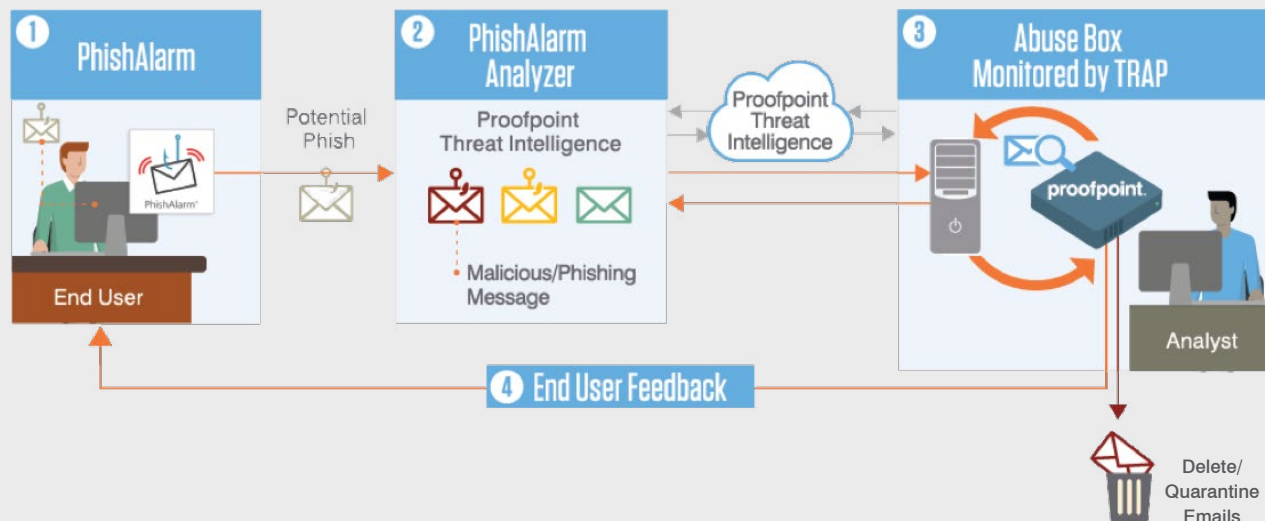 1
PhishAlarm
PhishAlarm®
End User
Potential
Phish
2
PhishAlarm
Analyzer
Proofpoint
Threat Intelligence
Malicious/Phishing
Message
Proofpoint
Threat
Intelligence
3
Abuse Box
Monitored by TRAP
proofpoint.
Analyst
4 End User Feedback
Delete/
Quarantine
Emails